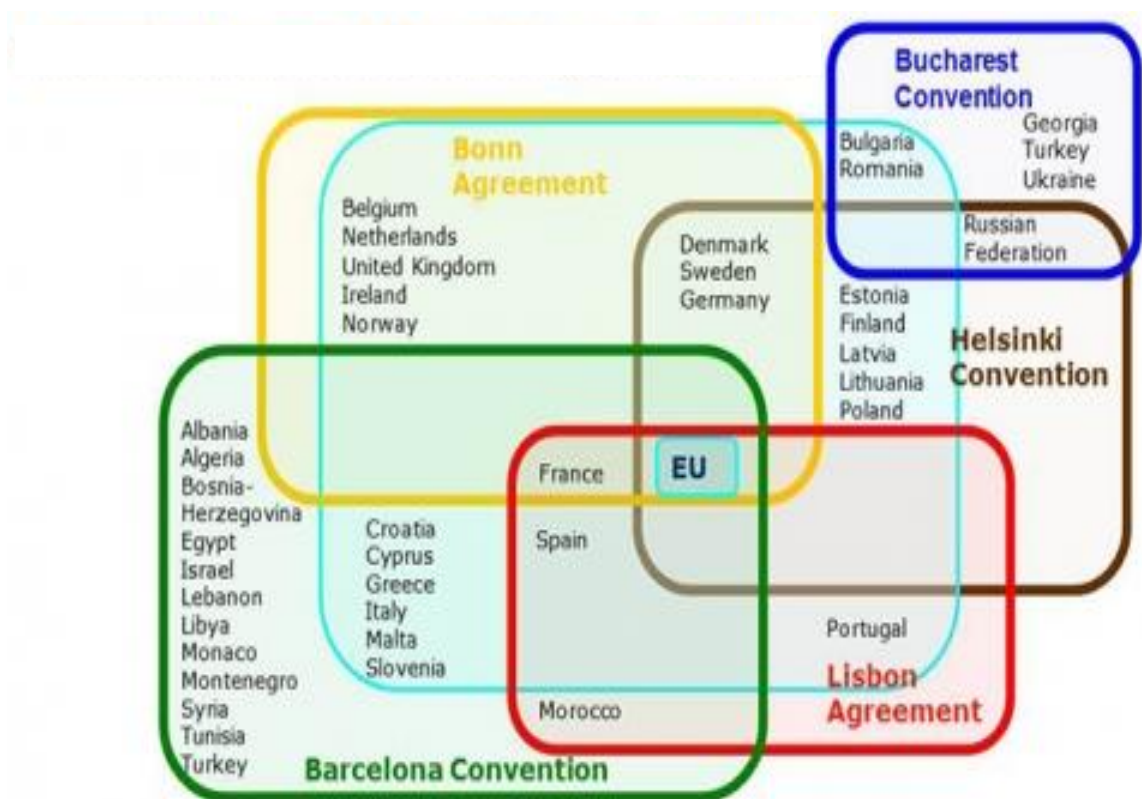 Bucharest
Convention
Georgia
Turkey
Ukraine
Bulgaria
Romania
Russian
Federation
Bonn
Agreement
Belgium
Netherlands
United Kingdom
Ireland
Norway
Denmark
Sweden
Germany
Estonia
Finland
Latvia
Lithuania
Poland
Helsinki
Convention
Albania
Algeria
Bosnia-
Herzegovina
Egypt
Israel
Lebanon
Libya
Monaco
Montenegro
Syria
Tunisia
Turkey
France
EU
Spain
Croatia
Cyprus
Greece
Italy
Malta
Slovenia
Portugal
Lisbon
Agreement
Morocco
Barcelona Convention